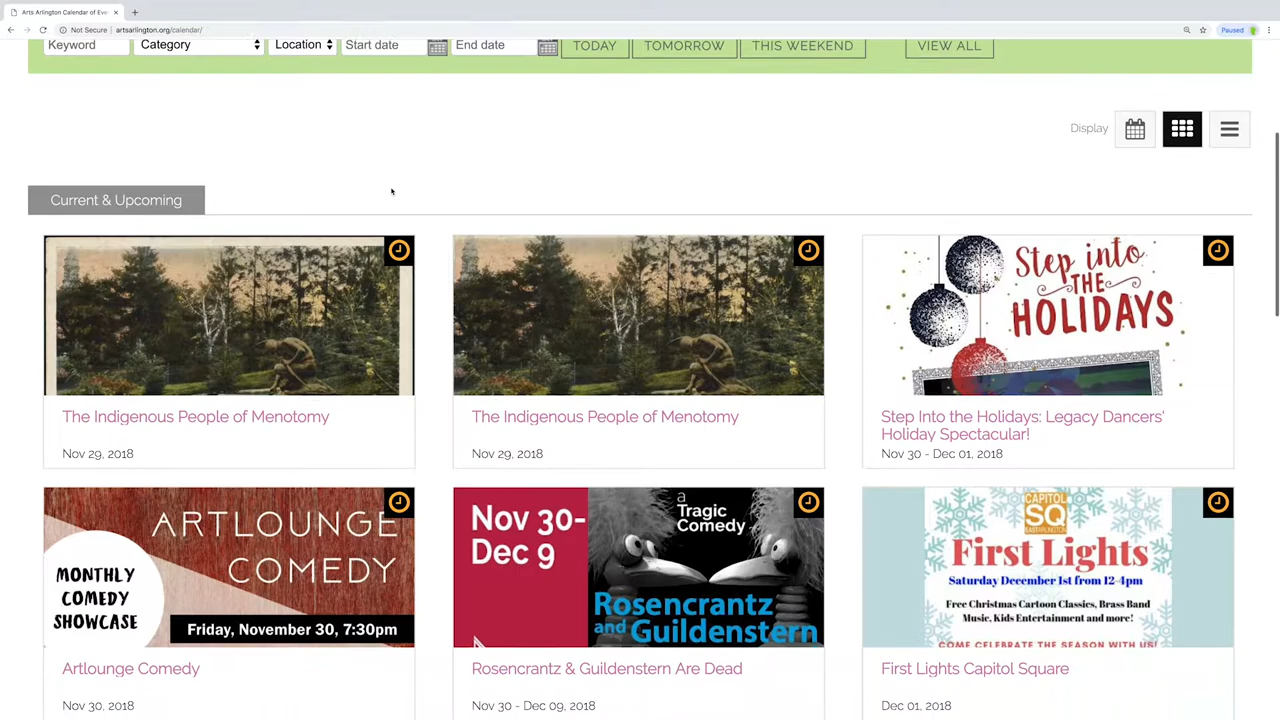 Arts Arlington Calendar of Eve
Not Secure
artsarlington.org/calendar/
Paused
Keyword
Category
Location
Start date
End date
TODAY
TOMORROW
THIS WEEKEND
VIEW ALL
Display
Current & Upcoming
Step into
THE
HOLIDAYS
The Indigenous People of Menotomy
Nov 29, 2018
The Indigenous People of Menotomy
Nov 29, 2018
Step Into the Holidays: Legacy Dancers'
Holiday Spectacular!
Nov 30 - Dec 01, 2018
ARTLOUNGE
COMEDY
MONTHLY
COMEDY
SHOWCASE
Friday, November 30, 7:30pm
Artlounge Comedy
Nov 30, 2018
Nov 30-
Dec 9
a
Tragic
Comedy
Rosencrantz
and Guildenstern
Rosencrantz & Guildenstern Are Dead
Nov 30 - Dec 09, 2018
CAPITOL
SQ
EAST ARLINGTON
First Lights
Saturday December 1st from 12-4pm
Free Christmas Cartoon Classics, Brass Band
Music, Kids Entertainment and more!
COME CELEBRATE THE SEASON WITH US!
First Lights Capitol Square
Dec 01, 2018